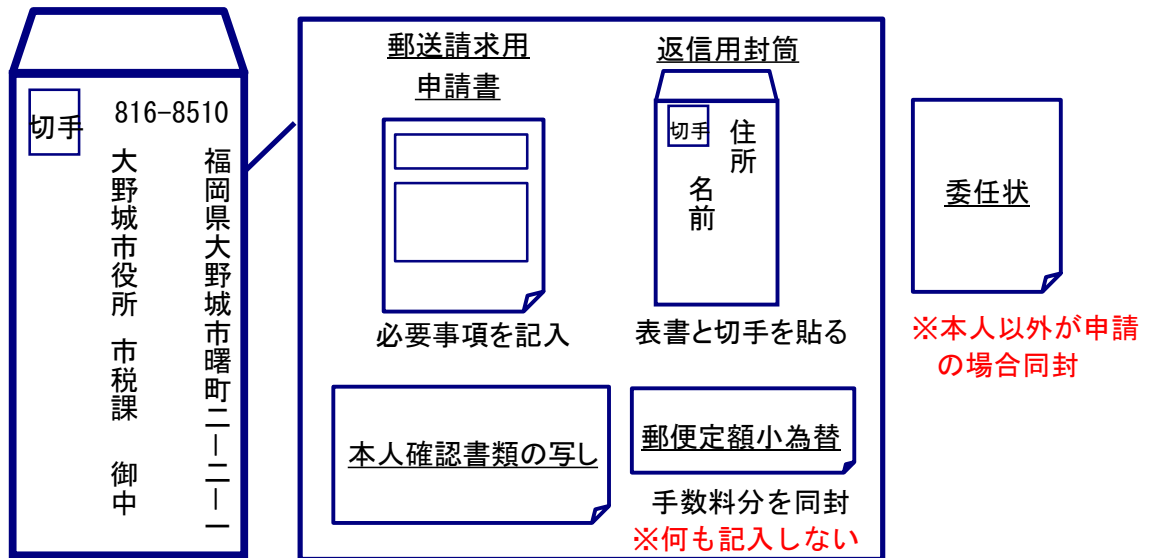 切手
816-8510
福岡県大野城市曙町二ー二ー一
大野城市役所 市税課 御中
郵送請求用
申請書
必要事項を記入
返信用封筒
切手
住所
名前
表書と切手を貼る
本人確認書類の写し
郵便定額小為替
手数料分を同封
※何も記入しない
委任状
※本人以外が申請
の場合同封